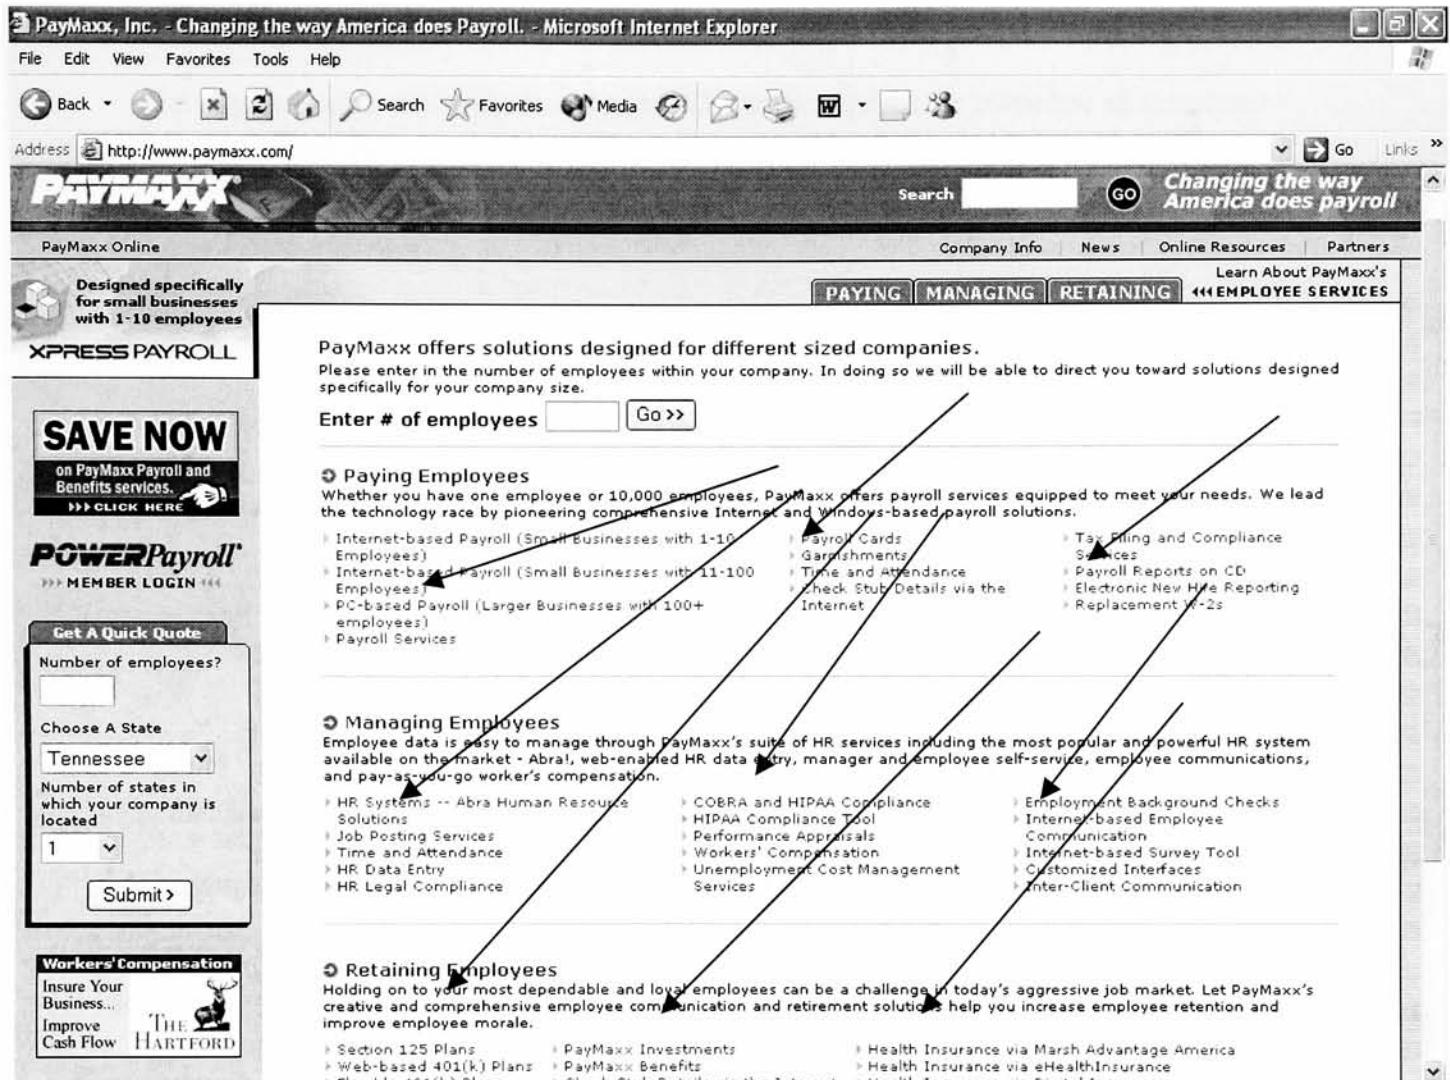 PayMaxx, Inc. - Changing the way America does Payroll. - Microsoft Internet Explorer
File Edit View Favorites Tools Help
Back Search Favorites Media
Address http://www.paymaxx.com/ Go Links »
PAYMAXX
Search GO
Changing the way
America does payroll
PayMaxx Online Company Info News Online Resources Partners
Designed specifically
for small businesses
with 1-10 employees
XPRESS PAYROLL
PAYING MANAGING RETAINING
Learn About PayMaxx's
EMPLOYEE SERVICES
SAVE NOW
on PayMaxx Payroll and
Benefits services.
CLICK HERE
POWERPayroll
MEMBER LOGIN
Get A Quick Quote
Number of employees?
Choose A State
Tennessee
Number of states in
which your company is
located
1
Submit >
Workers' Compensation
Insure Your
Business...
Improve
Cash Flow
THE
HARTFORD
PayMaxx offers solutions designed for different sized companies.
Please enter in the number of employees within your company. In doing so we will be able to direct you toward solutions designed
specifically for your company size.
Enter # of employees Go >>
Paying Employees
Whether you have one employee or 10,000 employees, PayMaxx offers payroll services equipped to meet your needs. We lead
the technology race by pioneering comprehensive Internet and Windows-based payroll solutions.
Internet-based Payroll (Small Businesses with 1-10
Employees)
Internet-based Payroll (Small Businesses with 11-100
Employees)
PC-based Payroll (Larger Businesses with 100+
employees)
Payroll Services
Payroll Cards
Garnishments
Time and Attendance
Check Stub Details via the
Internet
Tax Filing and Compliance
Services
Payroll Reports on CD
Electronic New Hire Reporting
Replacement W-2s
Managing Employees
Employee data is easy to manage through PayMaxx's suite of HR services including the most popular and powerful HR system
available on the market - Abra!, web-enabled HR data entry, manager and employee self-service, employee communications,
and pay-as-you-go worker's compensation.
HR Systems -- Abra Human Resource
Solutions
Job Posting Services
Time and Attendance
HR Data Entry
HR Legal Compliance
COBRA and HIPAA Compliance
HIPAA Compliance Tool
Performance Appraisals
Workers' Compensation
Unemployment Cost Management
Services
Employment Background Checks
Internet-based Employee
Communication
Internet-based Survey Tool
Customized Interfaces
Inter-Client Communication
Retaining Employees
Holding on to your most dependable and loyal employees can be a challenge in today's aggressive job market. Let PayMaxx's
creative and comprehensive employee communication and retirement solutions help you increase employee retention and
improve employee morale.
Section 125 Plans
Web-based 401(k) Plans
PayMaxx Investments
PayMaxx Benefits
Health Insurance via Marsh Advantage America
Health Insurance via eHealthInsurance